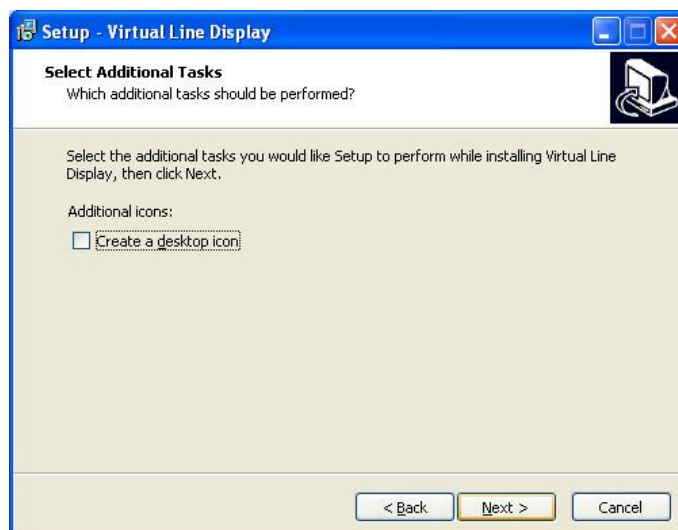 Setup - Virtual Line Display
Select Additional Tasks
Which additional tasks should be performed?
Select the additional tasks you would like Setup to perform while installing Virtual Line
Display, then click Next.
Additional icons:
Create a desktop icon
< Back
Next >
Cancel